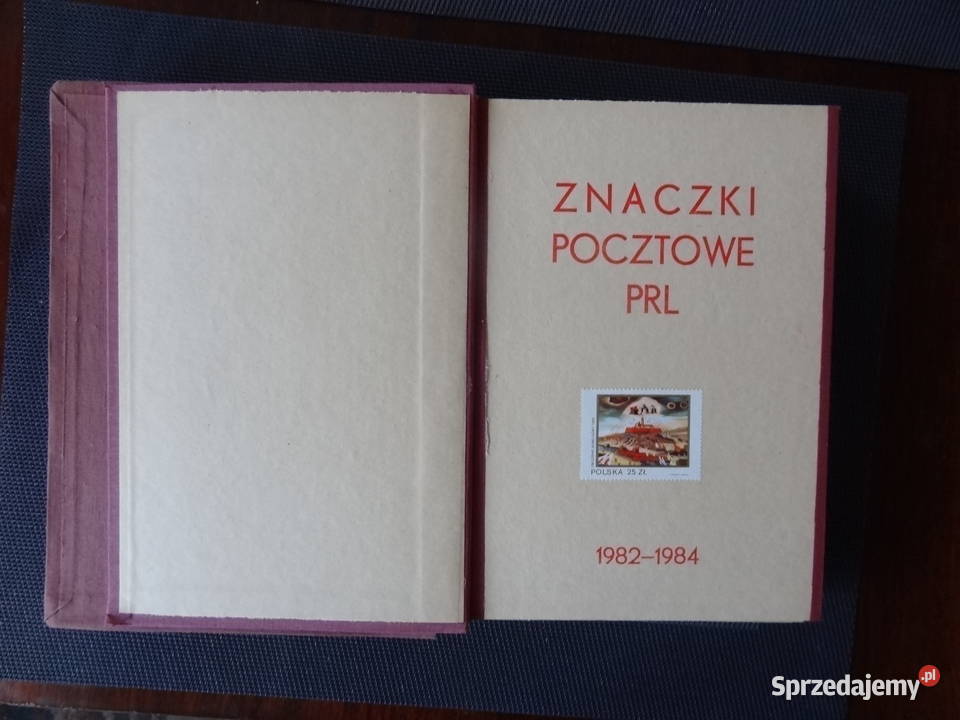 ZNACZKI
POCZTOWE
PRL
POLSKA 25 ZŁ
1982-1984
Sprzedajemy.pl